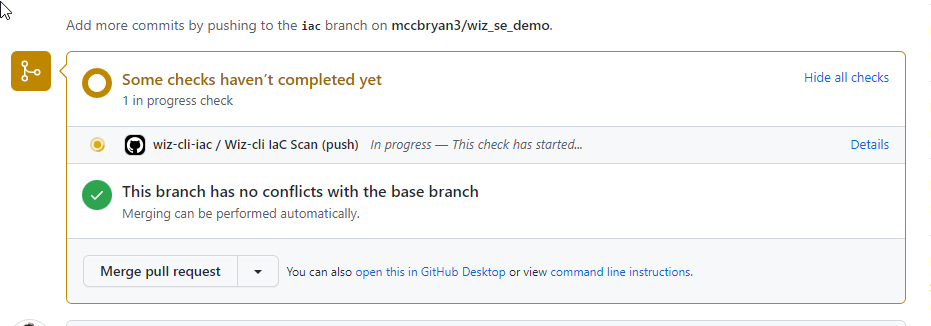 Add more commits by pushing to the iac branch on mccbryan3/wiz_se_demo.
Some checks haven't completed yet
Hide all checks
1 in progress check
wiz-cli-iac / Wiz-cli IaC Scan (push) In progress — This check has started...
Details
This branch has no conflicts with the base branch
Merging can be performed automatically.
Merge pull request
You can also open this in GitHub Desktop or view command line instructions.